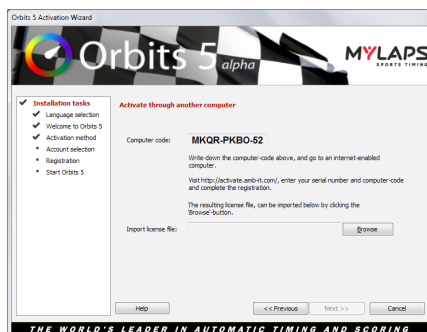 Orbits 5 Activation Wizard
Orbits 5 alpha
MYLAPS
SPORTS TIMING
Installation tasks
Language selection
Welcome to Orbits 5
Activation method
Account selection
Registration
Start Orbits 5
Activate through another computer
Computer code:
MKQR-PKBO-52
Write down the computer-code above, and go to an internet-enabled
computer.
Visit http://activate.amb-it.com/, enter your serial number and computer-code
and complete the registration.
The resulting license file, can be imported below by clicking the
'Browse'-button.
Import license file:
Browse
Help
<< Previous
Next >>
Cancel
THE WORLD'S LEADER IN AUTOMATIC TIMING AND SCORING